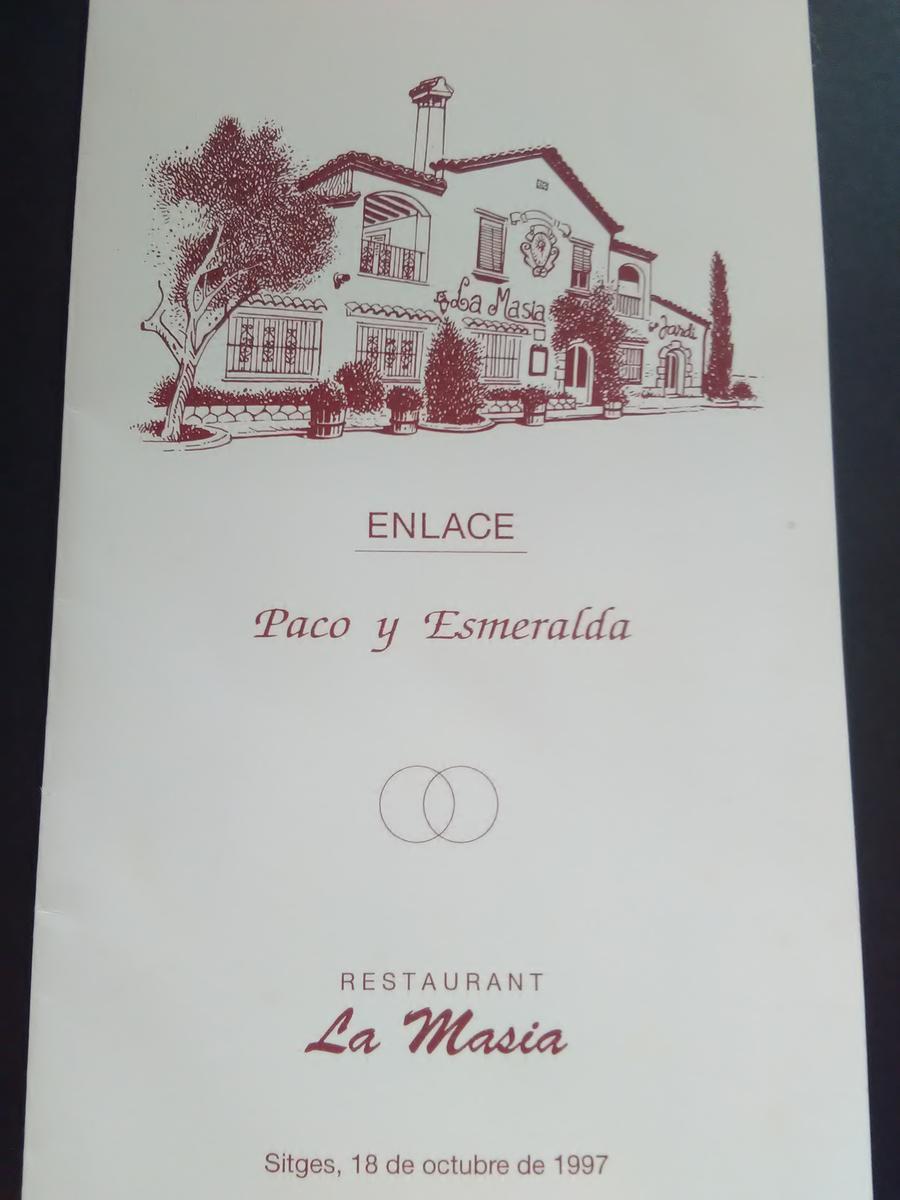 La Masia
Jardí
ENLACE
Paco y Esmeralda
RESTAURANT
La Masia
Sitges, 18 de octubre de 1997